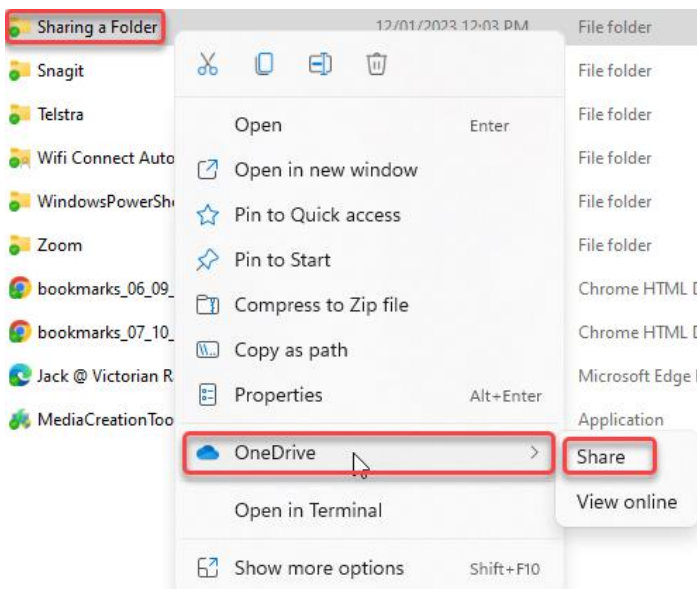 Sharing a Folder 12/01/2023 12:03 PM File folder
Snagit File folder
Telstra File folder
Open Enter
Wifi Connect Auto File folder
Open in new window
WindowsPowerSh File folder
Pin to Quick access
Zoom File folder
Pin to Start
bookmarks_06_09_ Chrome HTML D
Compress to Zip file
bookmarks_07_10_ Chrome HTML D
Copy as path
Jack @ Victorian R Microsoft Edge
Properties Alt+Enter
MediaCreationToo Application
OneDrive Share
View online
Open in Terminal
Show more options Shift+F10